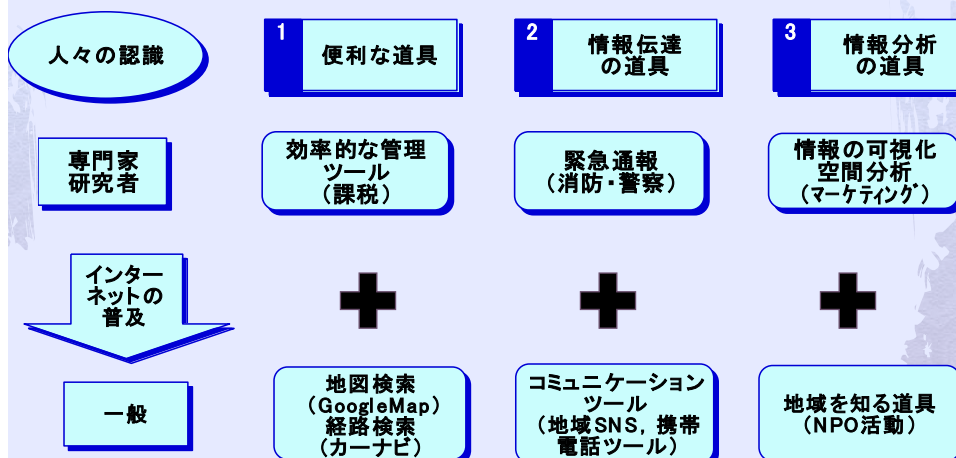 人々の認識
1
便利な道具
2
情報伝達
の道具
3
情報分析
の道具
専門家
研究者
効率的な管理
ツール
（課税）
緊急通報
（消防・警察）
情報の可視化
空間分析
（マーケティング）
インター
ネットの
普及
一般
地図検索
（GoogleMap）
経路検索
（カーナビ）
コミュニケーション
ツール
（地域SNS，携帯
電話ツール）
地域を知る道具
（NPO活動）